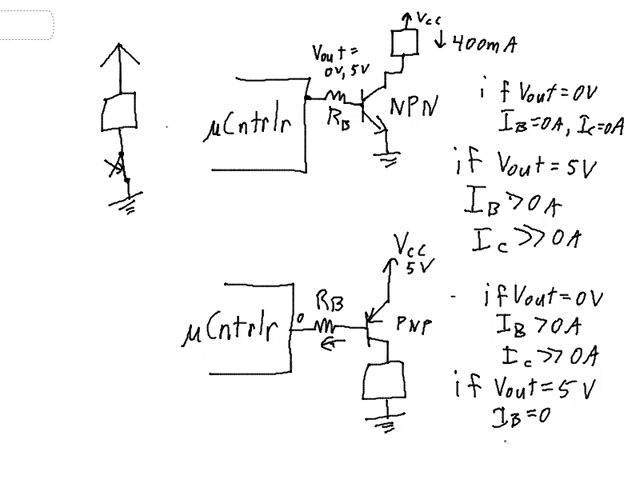 Vcc
400mA
Vout=
0V, 5V
μCntrlr
RB
NPN
if Vout=0V
IB=0A, Ic=0A
if Vout=5V
IB>0A
Ic>>0A
Vcc
5V
μCntrlr
0
RB
PNP
if Vout=0V
IB>0A
Ic>>0A
if Vout=5V
IB=0